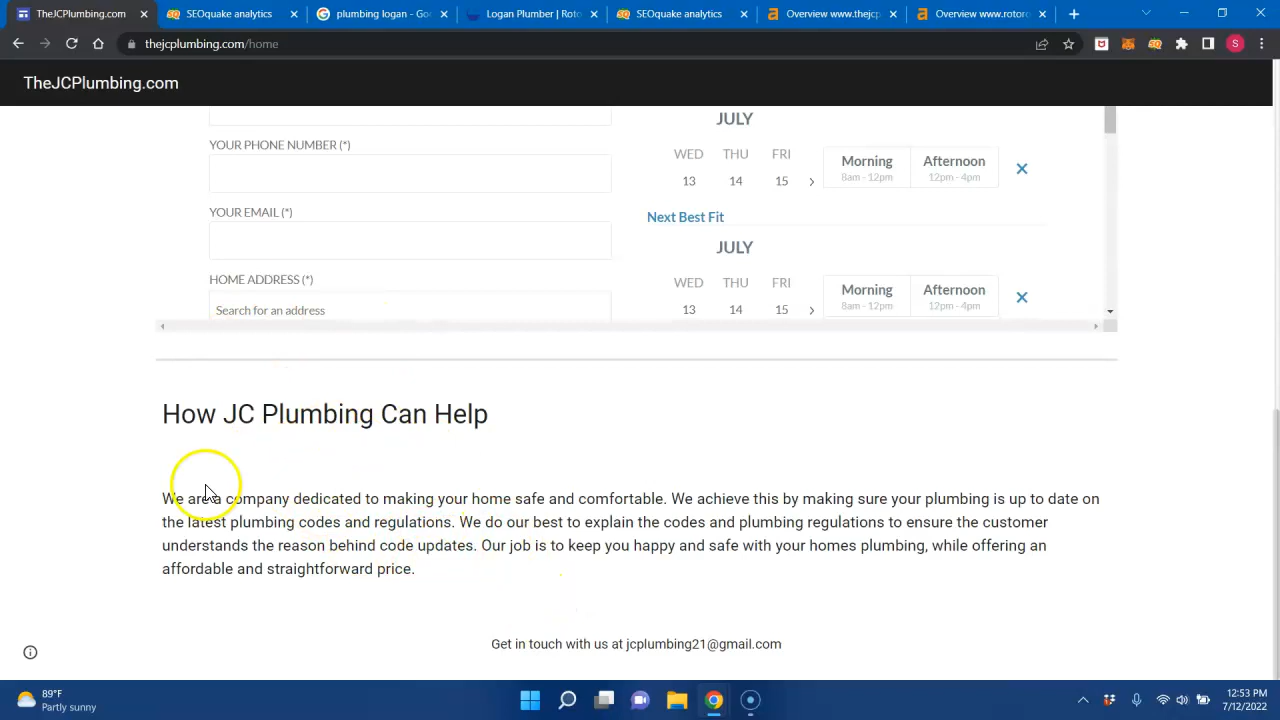 TheJCPlumbing.com
SEOquake analytics
plumbing logan - Goo
Logan Plumber | Roto
SEOquake analytics
Overview www.thejcp
Overview www.rotoro
thejcplumbing.com/home
S
TheJCPlumbing.com
YOUR PHONE NUMBER (*)
YOUR EMAIL (*)
HOME ADDRESS (*)
Search for an address
JULY
WED THU FRI
13 14 15
Morning Afternoon
8am - 12pm 12pm - 4pm
Next Best Fit
JULY
WED THU FRI
13 14 15
Morning Afternoon
8am - 12pm 12pm - 4pm
How JC Plumbing Can Help
We are a company dedicated to making your home safe and comfortable. We achieve this by making sure your plumbing is up to date on
the latest plumbing codes and regulations. We do our best to explain the codes and plumbing regulations to ensure the customer
understands the reason behind code updates. Our job is to keep you happy and safe with your homes plumbing, while offering an
affordable and straightforward price.
Get in touch with us at jcplumbing21@gmail.com
89°F
Partly sunny
12:53 PM
7/12/2022